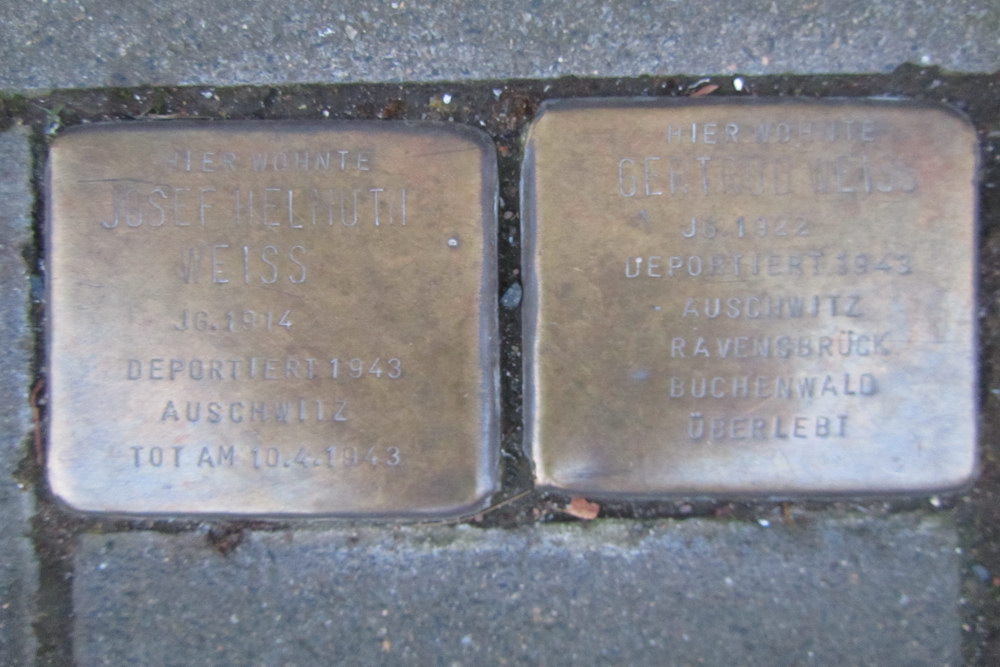 HIER WOHNTE
JOSEF HELMUTH
WEISS
JG. 1914
DEPORTIERT 1943
AUSCHWITZ
TOT AM 10.4.1943
HIER WOHNTE
GERTRUD WEISS
JG. 1922
DEPORTIERT 1943
AUSCHWITZ
RAVENSBRÜCK
BUCHENWALD
ÜBERLEBT